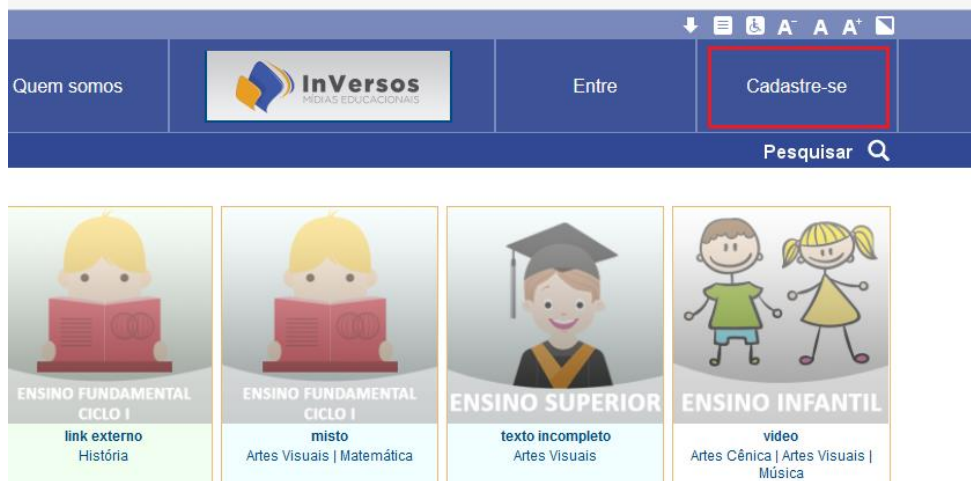 A⁻ A A⁺
Quem somos
InVersos
MÍDIAS EDUCACIONAIS
Entre
Cadastre-se
Pesquisar
ENSINO FUNDAMENTAL
CICLO I
link externo
História
ENSINO FUNDAMENTAL
CICLO I
misto
Artes Visuais | Matemática
ENSINO SUPERIOR
texto incompleto
Artes Visuais
ENSINO INFANTIL
video
Artes Cênica | Artes Visuais |
Música